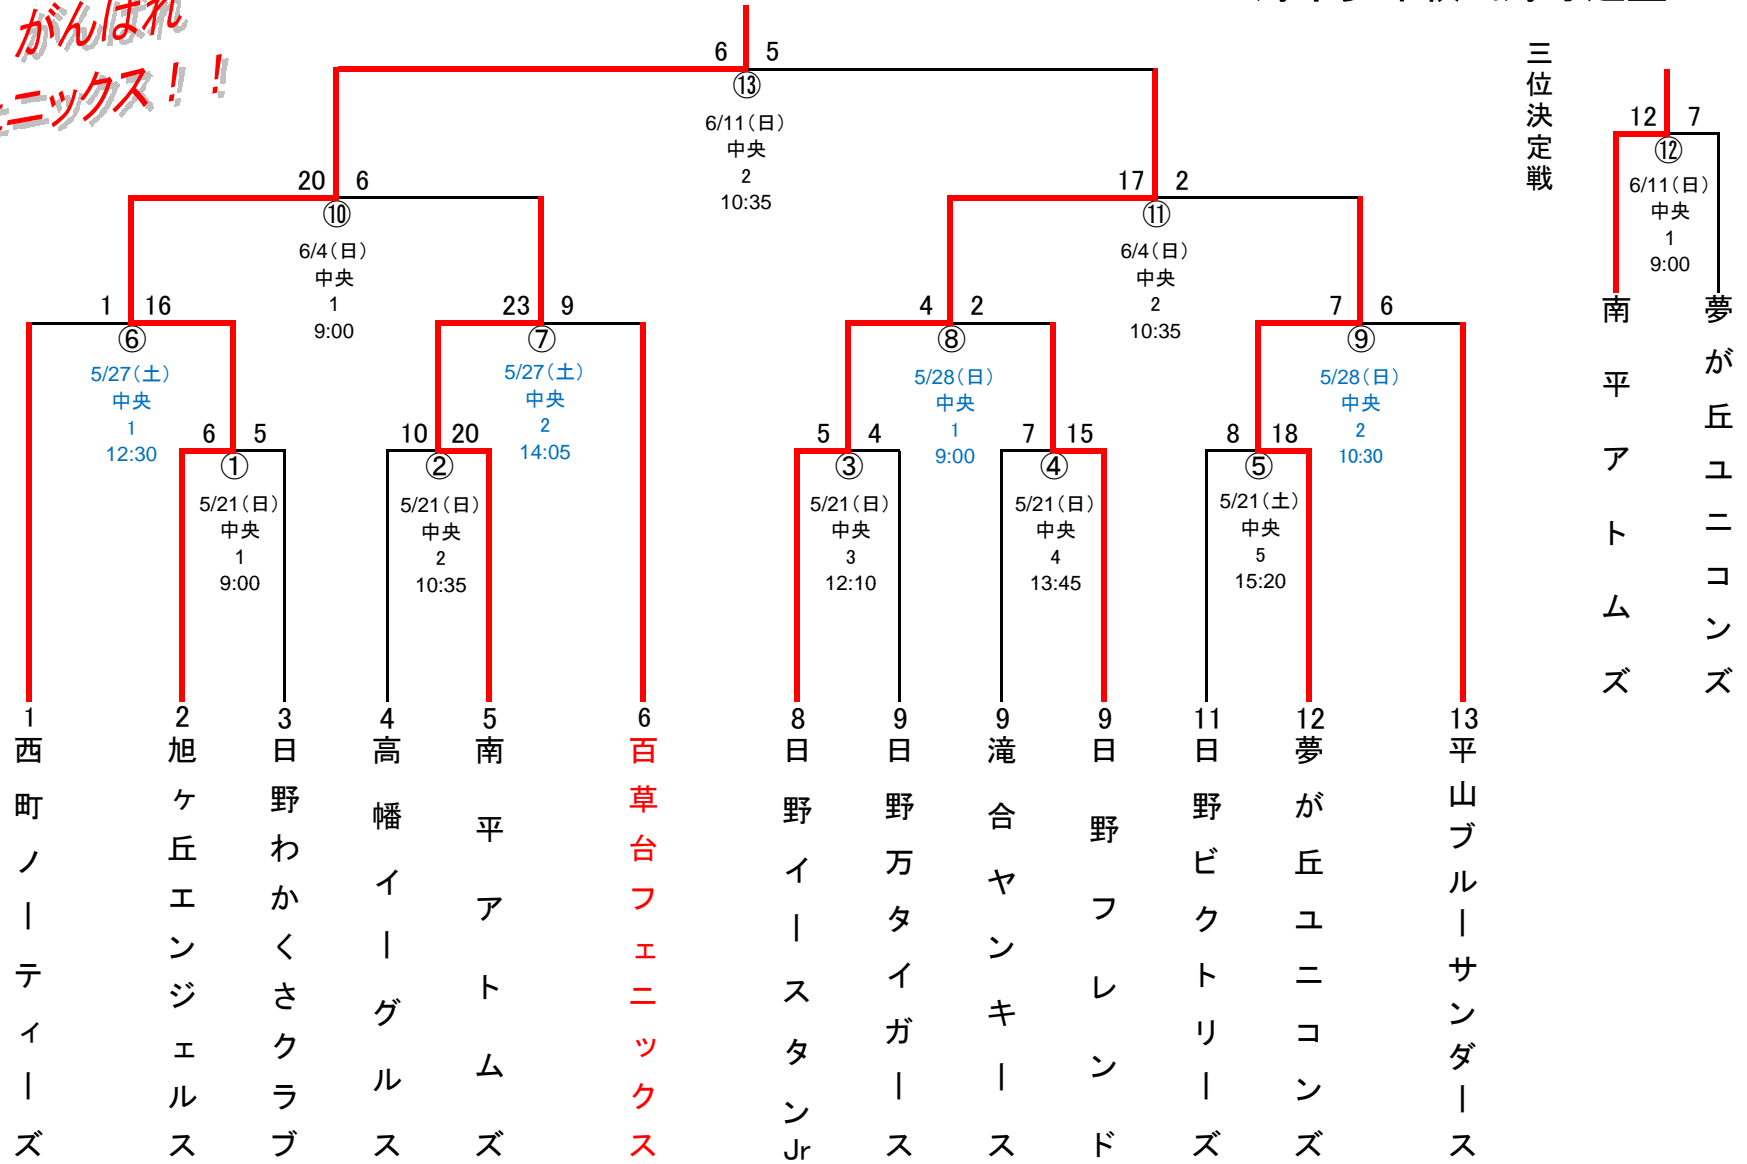 がんばれ
ェニックス！！
6 5
⑬
6/11(日)
中央
2
10:35
三位決定戦
12 7
⑫
6/11(日)
中央
1
9:00
南平アトムズ
夢が丘ユニコンズ
20 6
⑩
6/4(日)
中央
1
9:00
17 2
⑪
6/4(日)
中央
2
10:35
1 16
⑥
5/27(土)
中央
1
12:30
23 9
⑦
5/27(土)
中央
2
14:05
4 2
⑧
5/28(日)
中央
1
9:00
7 6
⑨
5/28(日)
中央
2
10:30
6 5
①
5/21(日)
中央
1
9:00
10 20
②
5/21(日)
中央
2
10:35
5 4
③
5/21(日)
中央
3
12:10
7 15
④
5/21(日)
中央
4
13:45
8 18
⑤
5/21(土)
中央
5
15:20
1
西町ノーティーズ
2
旭ヶ丘エンジェルス
3
日野わかくさクラブ
4
高幡イーグルス
5
南平アトムズ
6
百草台フェニックス
8
日野イースタンJr
9
日野万タイガース
9
滝合ヤンキース
9
日野フレンド
11
日野ビクトリーズ
12
夢が丘ユニコンズ
13
平山ブルーサンダース